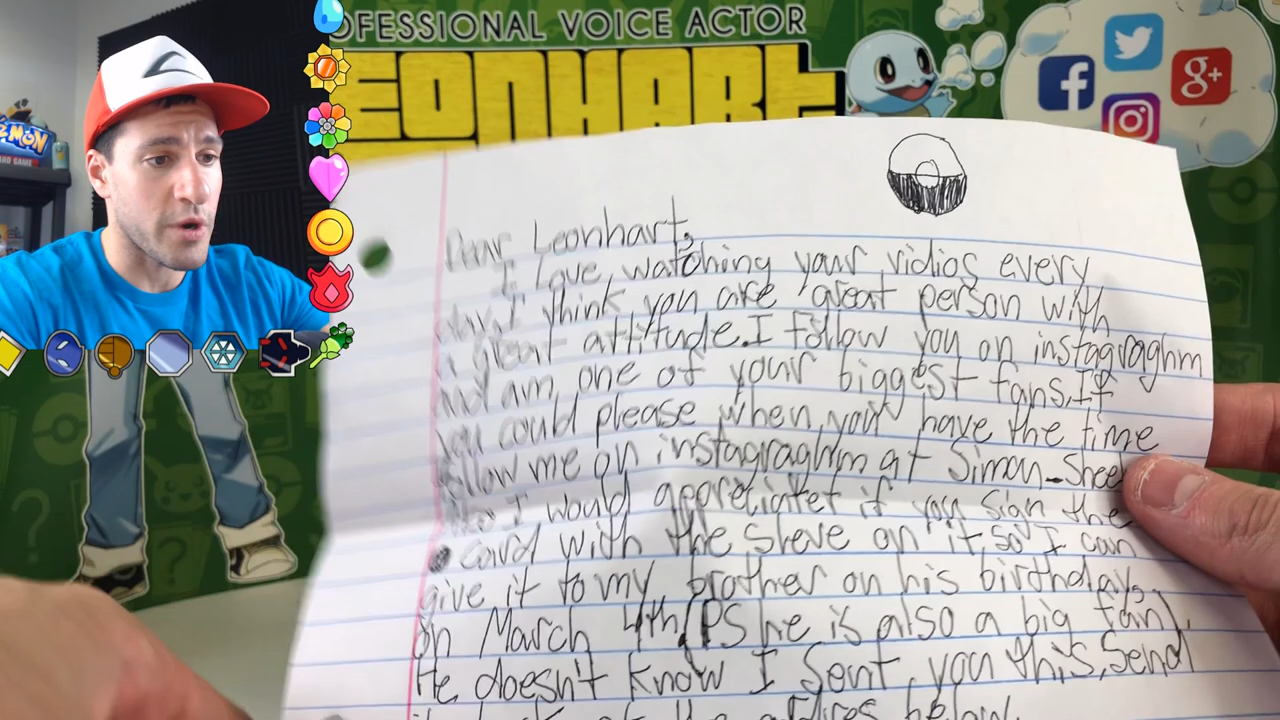 OFESSIONAL VOICE ACTOR
EONHART
g+
Dear Leonhart,
I love watching your vidios every
day. I think you are great person with
a great attitude. I follow you on instagraghm
and I am one of your biggest fans. If
you could please when your have the time
follow me on instagraghm at Simon_Sheer
I would appretiatet if you sign the
card with the sleve on it, so I can
give it to my brother on his birthday,
on March 4th (PS he is also a big fan).
He doesn't know I sent you this, send
below.